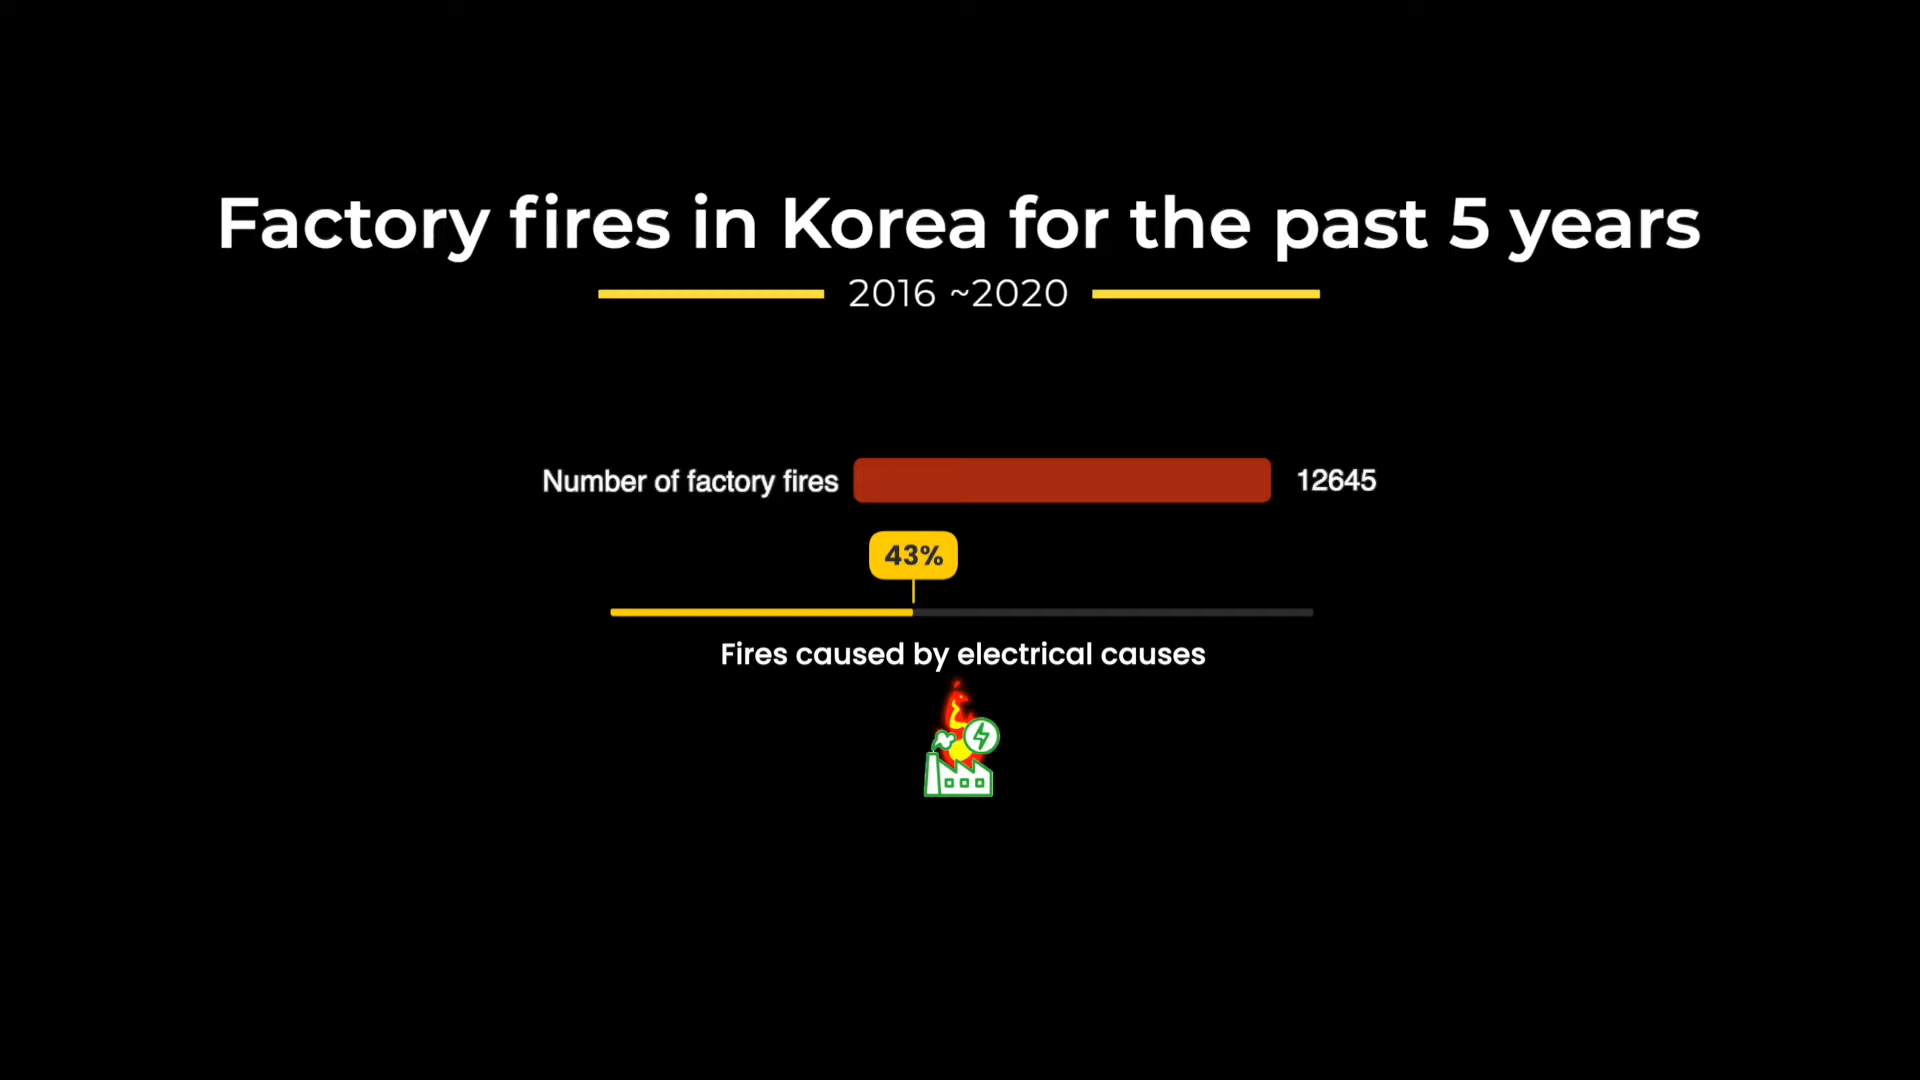 Factory fires in Korea for the past 5 years
2016 ~2020
Number of factory fires 12645
43%
Fires caused by electrical causes